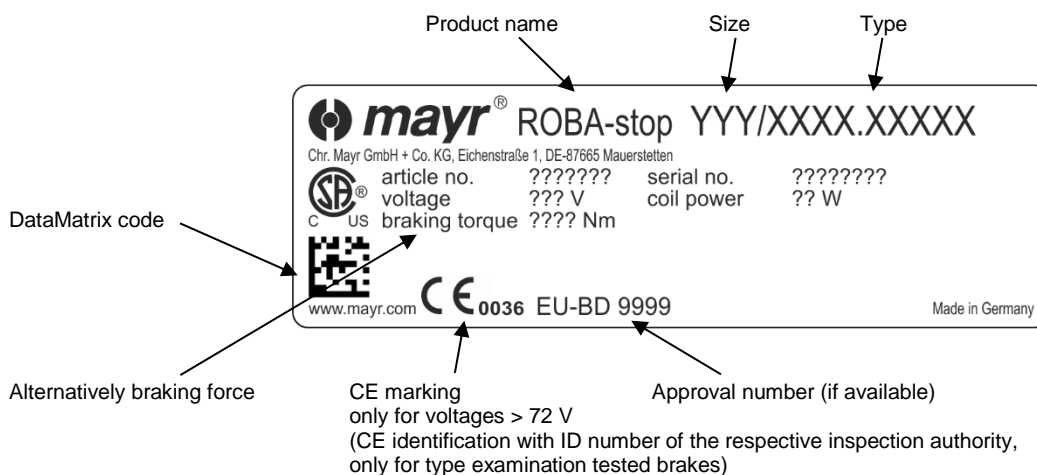 Product name Size Type
mayr® ROBA-stop YYY/XXXX.XXXXX
Chr. Mayr GmbH + Co. KG, Eichenstraße 1, DE-87665 Mauerstetten
article no. ??????? serial no. ????????
voltage ??? V coil power ?? W
SA ®
C US braking torque ???? Nm
DataMatrix code
www.mayr.com CE 0036 EU-BD 9999 Made in Germany
Alternatively braking force CE marking Approval number (if available)
only for voltages > 72 V
(CE identification with ID number of the respective inspection authority,
only for type examination tested brakes)